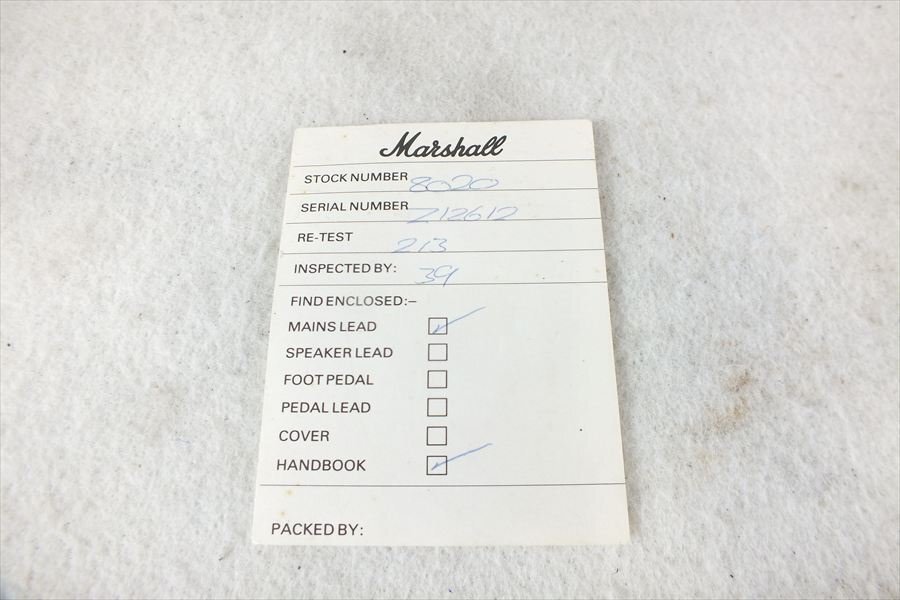 Marshall
STOCK NUMBER 8020
SERIAL NUMBER Z12612
RE-TEST 213
INSPECTED BY: 39
FIND ENCLOSED:–
MAINS LEAD
SPEAKER LEAD
FOOT PEDAL
PEDAL LEAD
COVER
HANDBOOK
PACKED BY: